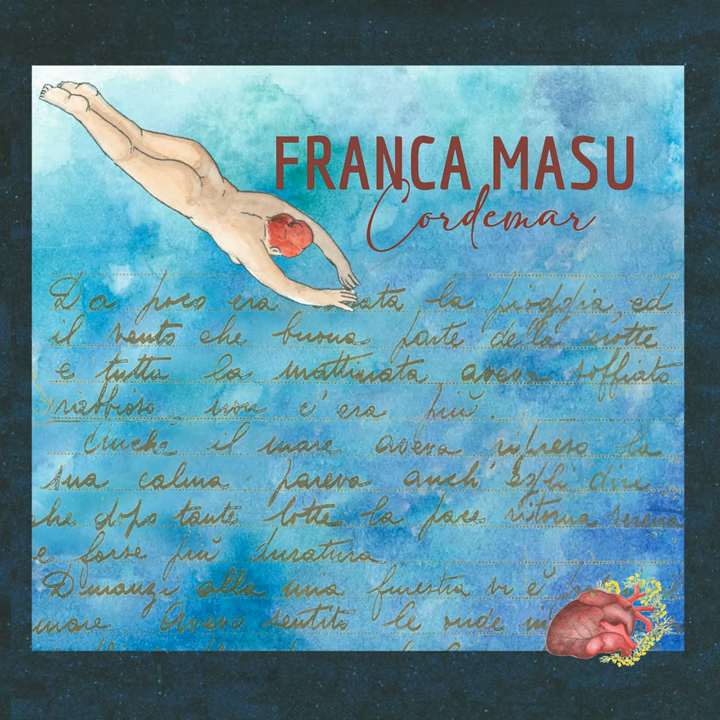 FRANCA MASU
Cordemar
Da poco era cessata la pioggia, ed
il vento che buona parte della notte
e tutta la mattinata aveva soffiato
rabbioso, non c'era più.
Anche il mare aveva ripreso la
sua calma. pareva anch'Egli dire
che dopo tante lotte la pace ritorna serena
e forse più duratura.
Dinanzi alla mia finestra vi è
mare. Avevo sentito le onde